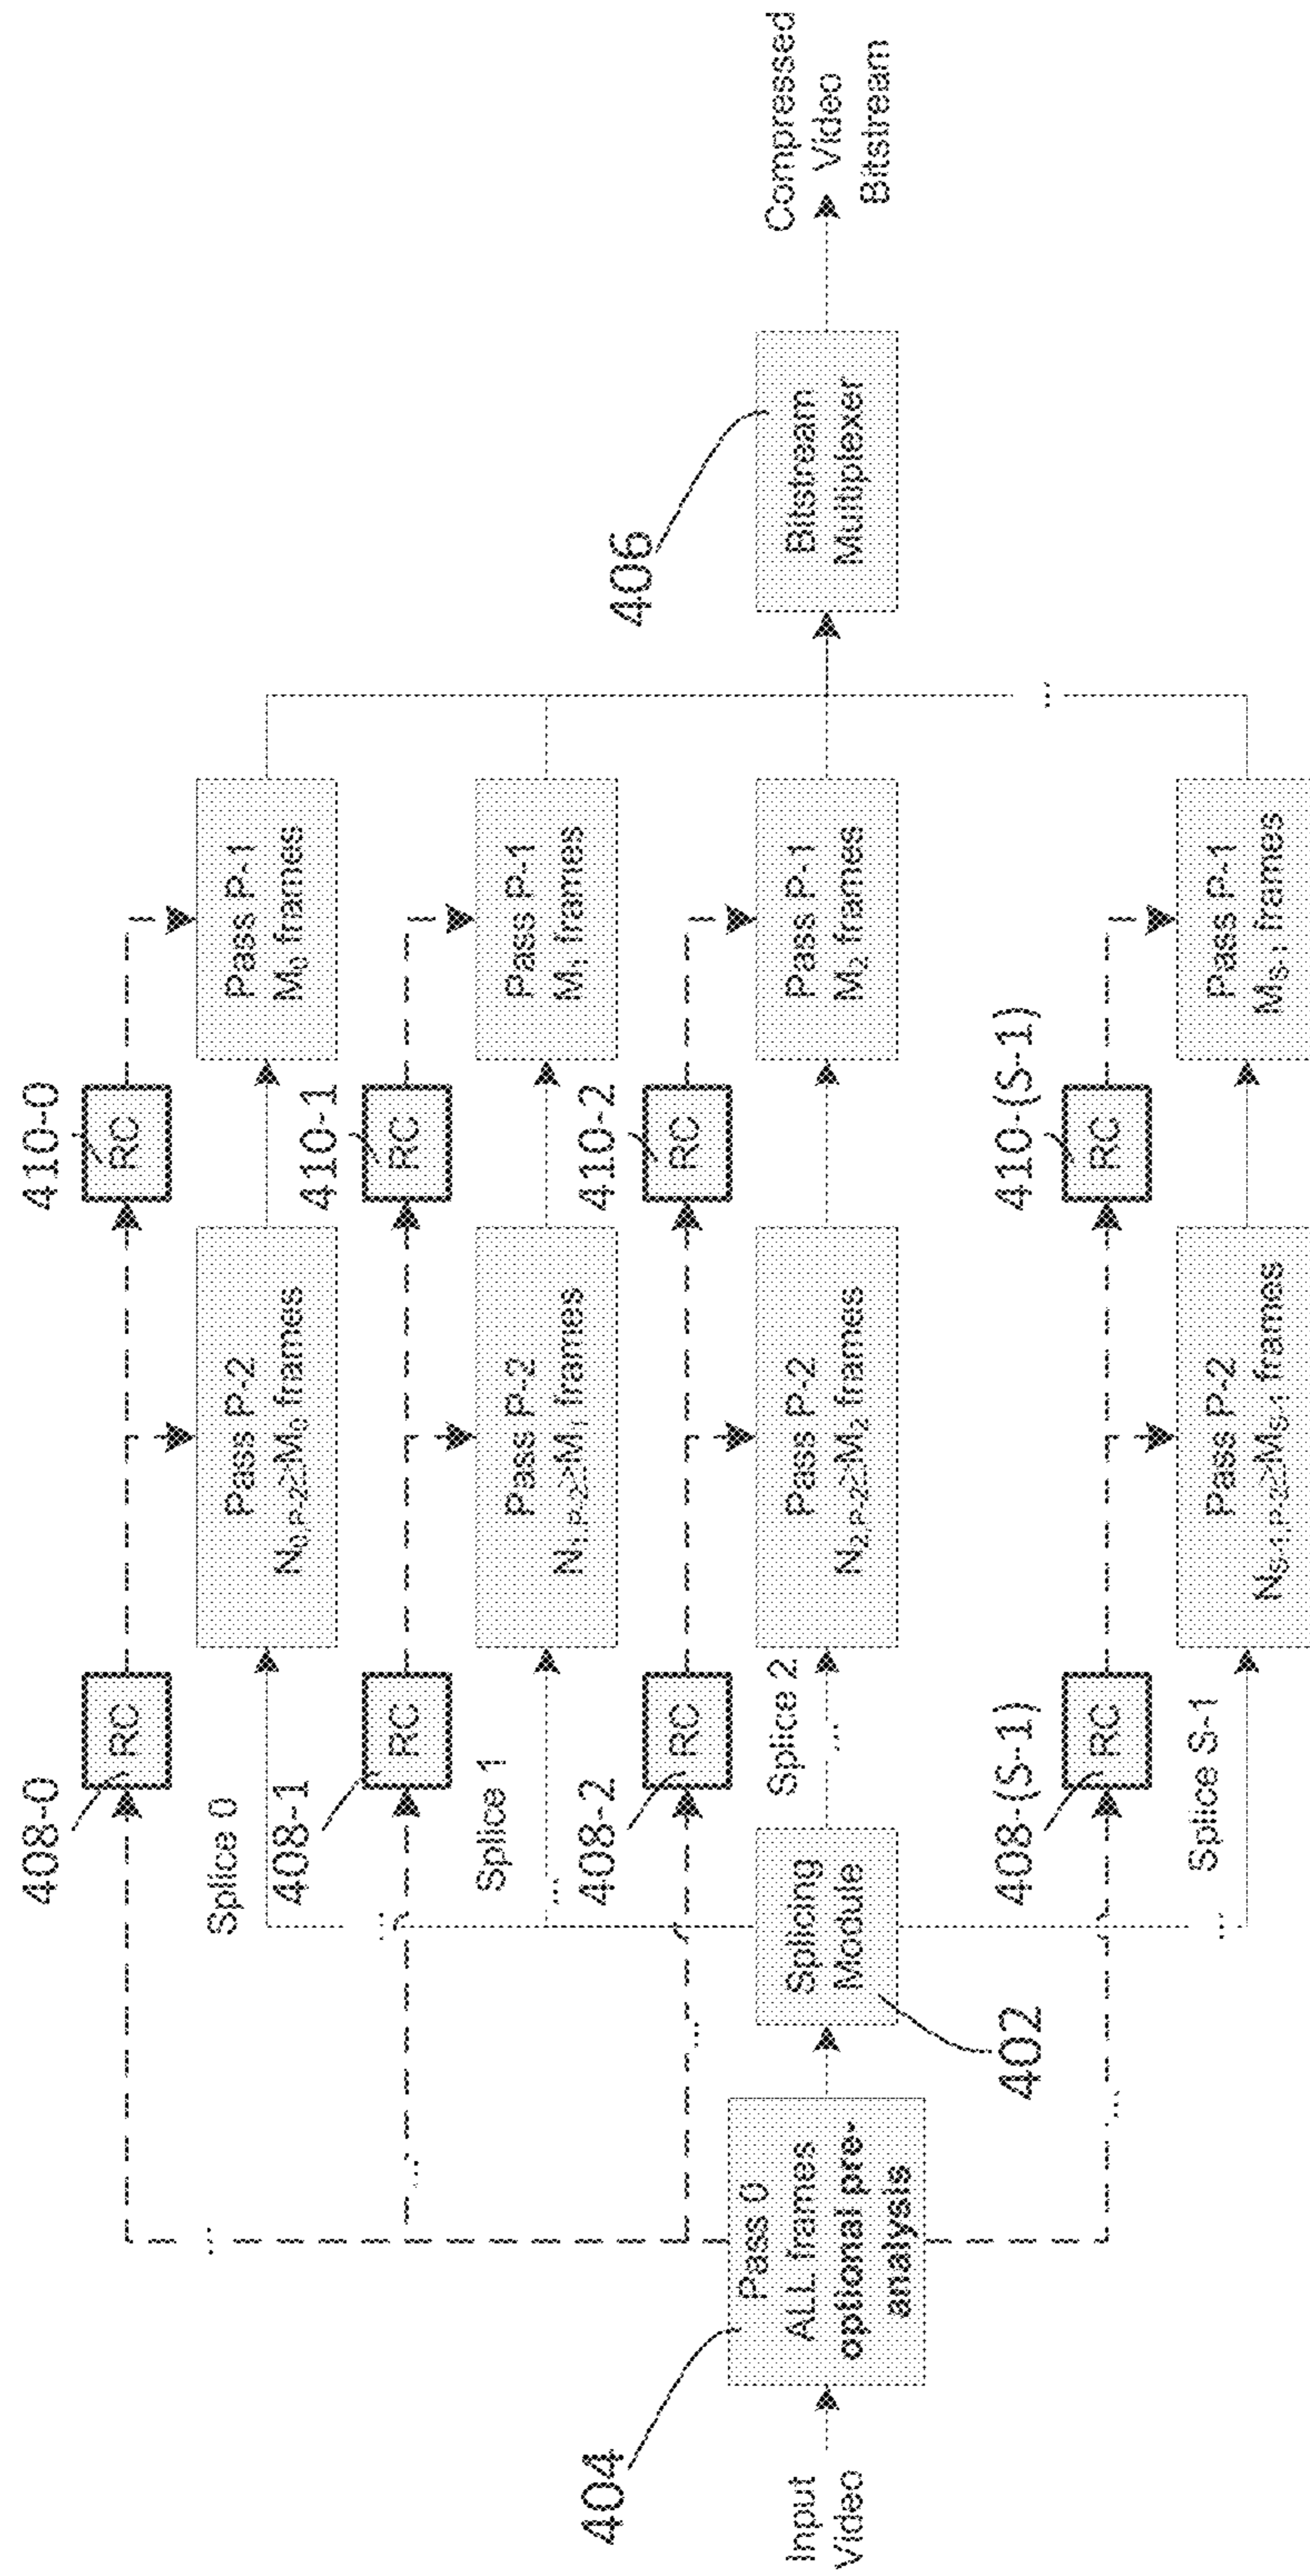 408-0
RC
410-0
RC
Splice 0
Pass P-2
N₀,P-2≥M₀ frames
Pass P-1
M₀ frames
408-1
RC
410-1
RC
Splice 1
Pass P-2
N₁,P-2≥M₁ frames
Pass P-1
M₁ frames
408-2
RC
410-2
RC
406
404
Input
Video
Pass 0
ALL frames
optional pre-
analysis
Splicing
Module
402
Splice 2
Pass P-2
N₂,P-2≥M₂ frames
Pass P-1
M₂ frames
Bitstream
Multiplexer
Compressed
Video
Bitstream
408-(S-1)
RC
410-(S-1)
RC
Splice S-1
Pass P-2
N_S-1,P-2≥M_S-1 frames
Pass P-1
M_S-1 frames